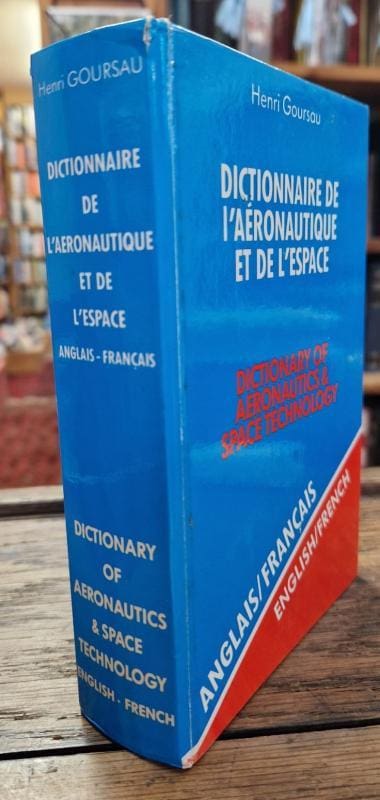 Henri GOURSAU
DICTIONNAIRE
DE
L'AERONAUTIQUE
ET DE
L'ESPACE
ANGLAIS - FRANÇAIS
DICTIONARY
OF
AERONAUTICS
& SPACE
TECHNOLOGY
ENGLISH - FRENCH
Henri Goursau
DICTIONNAIRE DE
l'AÉRONAUTIQUE
ET DE L'ESPACE
DICTIONARY OF
AERONAUTICS &
SPACE TECHNOLOGY
ANGLAIS/FRANÇAIS
ENGLISH/FRENCH